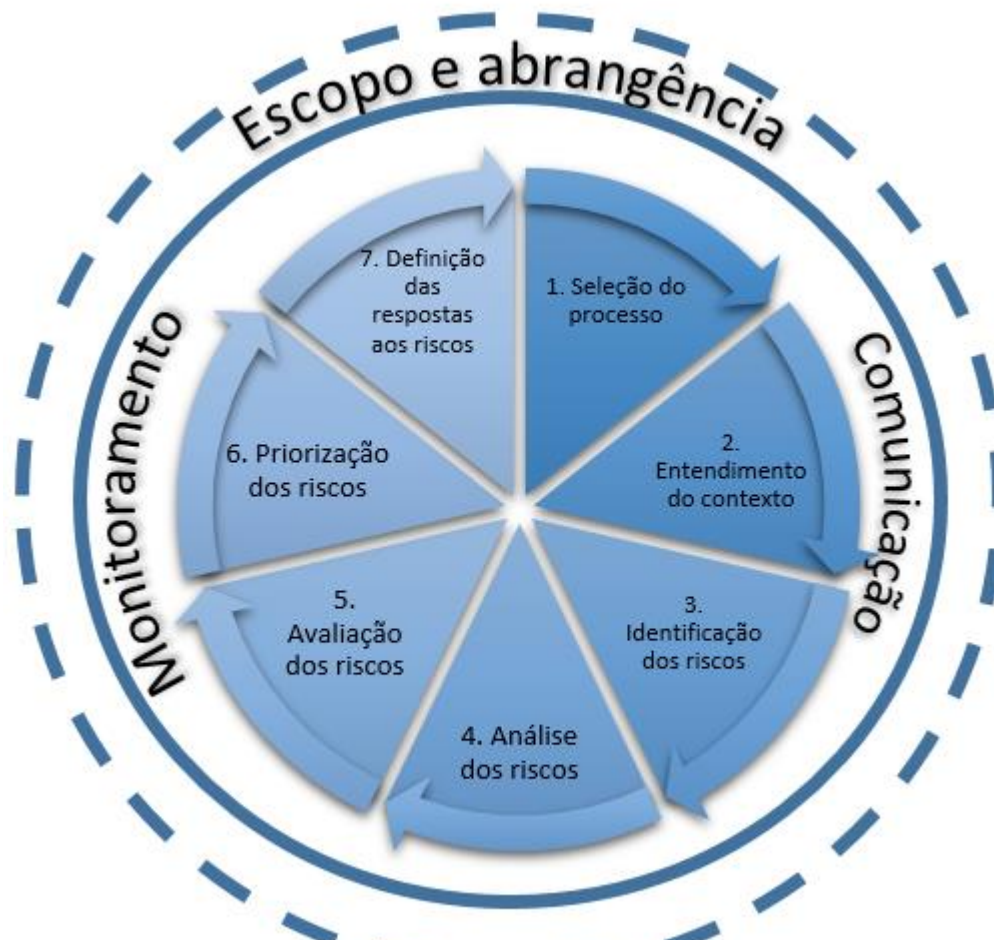 Escopo e abrangência
Comunicação
Monitoramento
1. Seleção do
processo
2.
Entendimento
do contexto
3.
Identificação
dos riscos
4. Análise
dos riscos
5.
Avaliação
dos riscos
6. Priorização
dos riscos
7. Definição
das
respostas
aos riscos